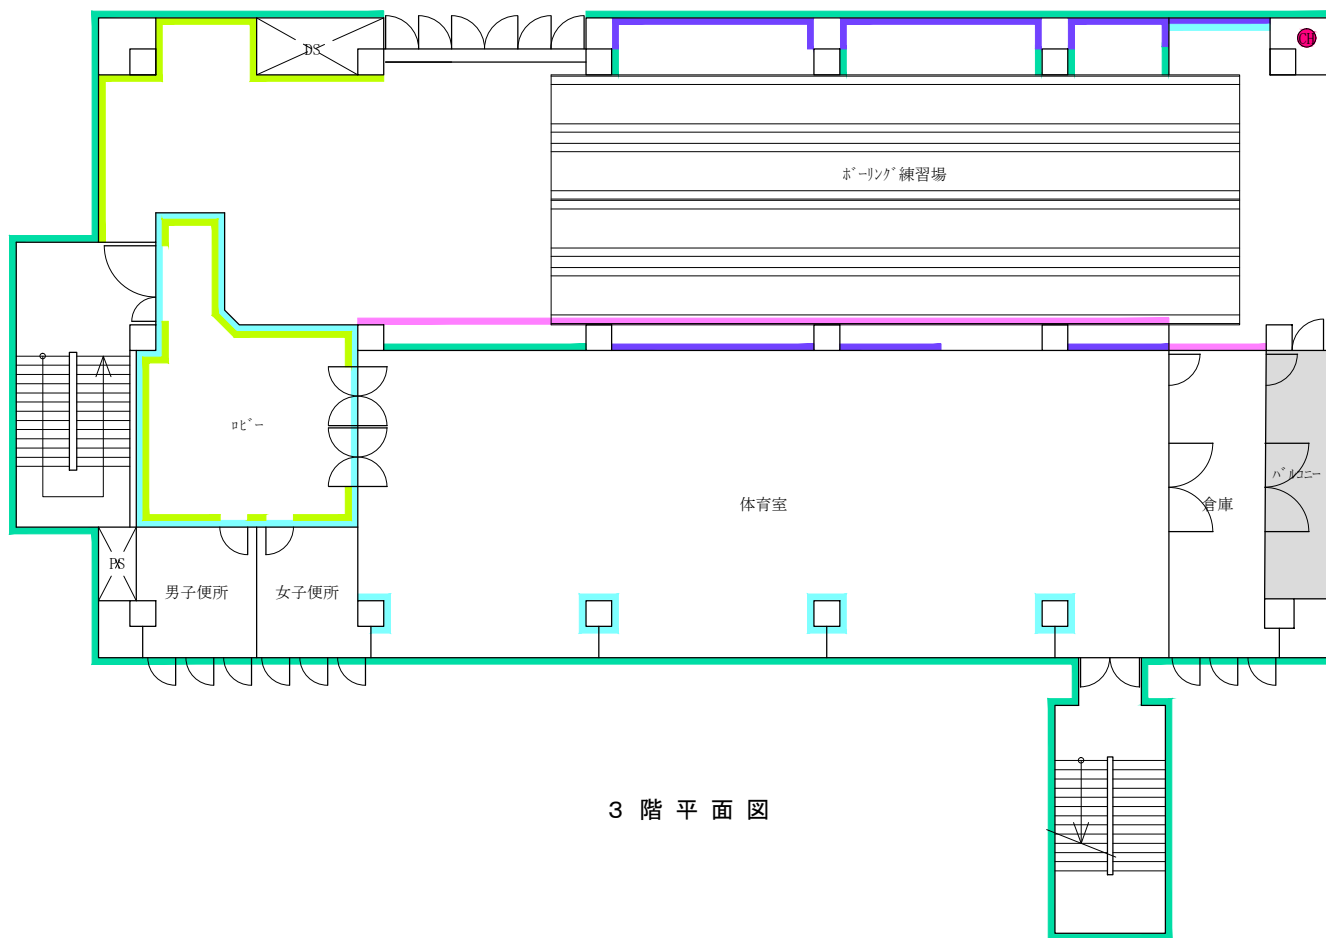 DS
CH
ﾎﾞｰﾘﾝｸﾞ練習場
ﾛﾋﾞｰ
体育室
倉庫
ﾊﾞﾙｺﾆｰ
PS
男子便所
女子便所
3 階 平 面 図